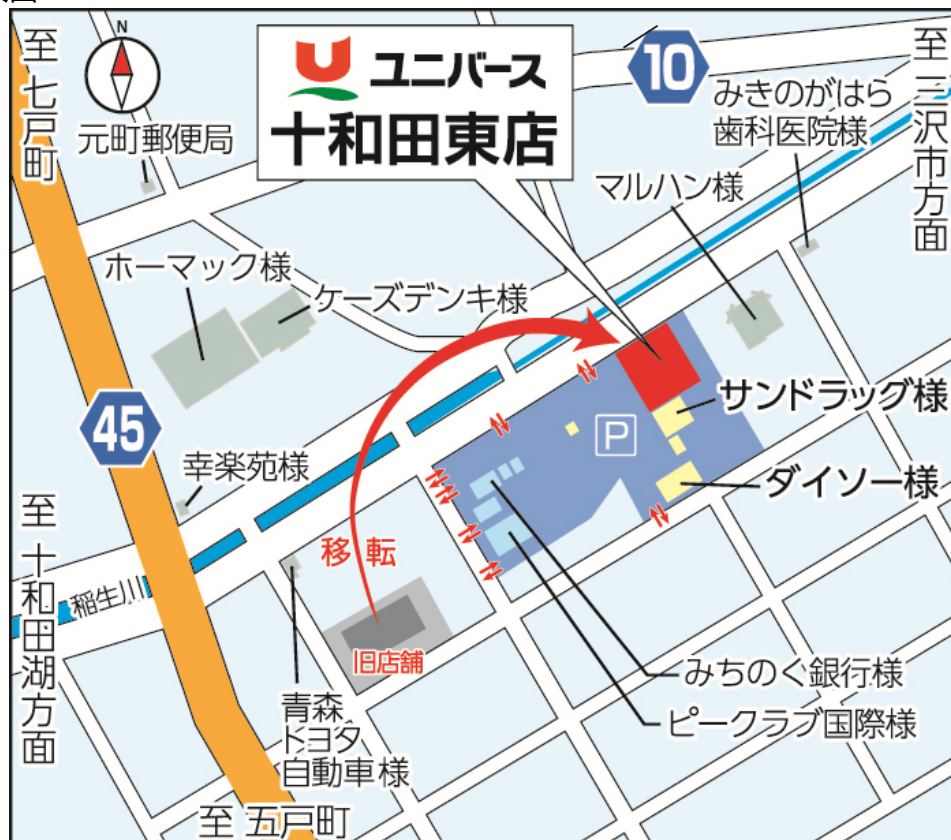 至 七戸町
N
元町郵便局
ユニバース
十和田東店
10
至 三沢市方面
みきのがはら
歯科医院様
マルハン様
ホーマック様
ケーズデンキ様
サンドラッグ様
P
45
幸楽苑様
ダイソー様
至 十和田湖方面
稲生川
移転
旧店舗
みちのく銀行様
ピークラブ国際様
青森
トヨタ
自動車様
至 五戸町